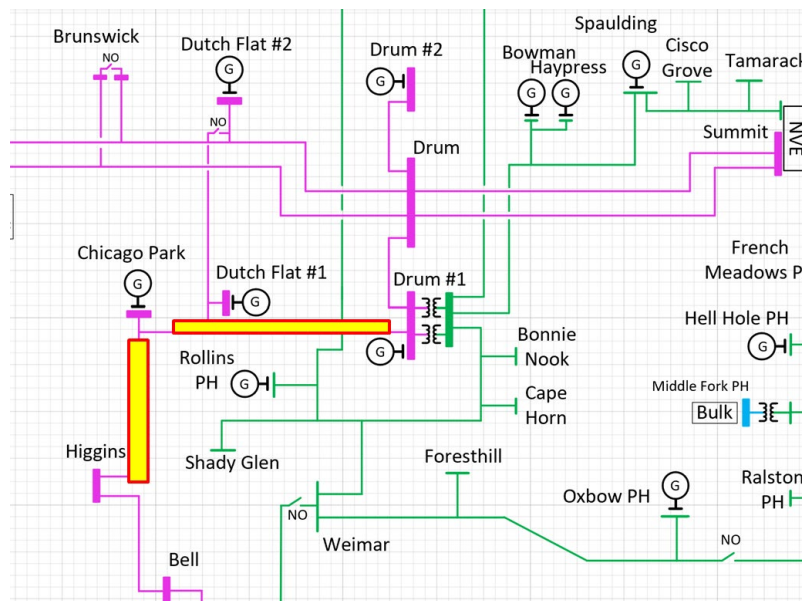 Spaulding
Brunswick
Dutch Flat #2
Drum #2
Bowman
Cisco
Grove
Haypress
Tamarack
NO
G
G
G
G
G
NO
Drum
Summit
NVE
Chicago Park
French
Meadows P
G
Dutch Flat #1
G
Drum #1
Hell Hole PH
G
G
Bonnie
Nook
Rollins
PH
G
Middle Fork PH
Bulk
Cape
Horn
Higgins
Shady Glen
Foresthill
Oxbow PH
G
Ralston
PH
NO
Weimar
NO
Bell